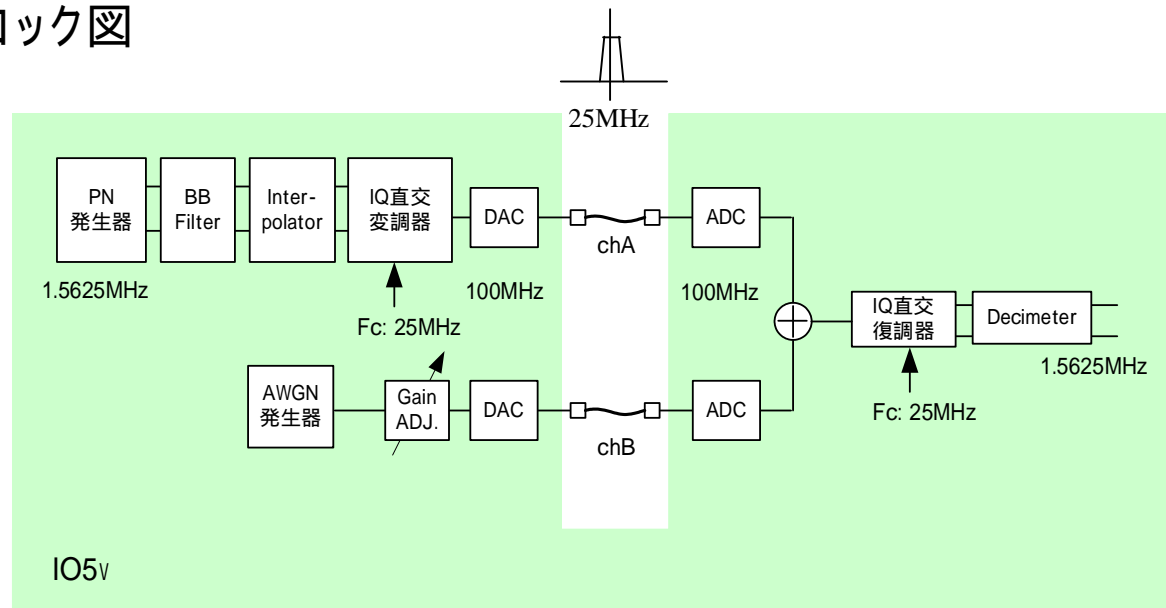 ロック図
25MHz
PN
発生器
BB
Filter
Inter-
polator
IQ直交
変調器
DAC
chA
ADC
1.5625MHz
Fc: 25MHz
100MHz
100MHz
IQ直交
復調器
Decimeter
1.5625MHz
Fc: 25MHz
AWGN
発生器
Gain
ADJ.
DAC
chB
ADC
IO5V